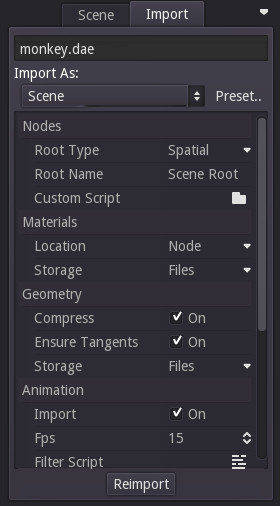 Scene Import
monkey.dae
Import As:
Scene Preset..
Nodes
Root Type Spatial
Root Name Scene Root
Custom Script
Materials
Location Node
Storage Files
Geometry
Compress On
Ensure Tangents On
Storage Files
Animation
Import On
Fps 15
Filter Script
Reimport